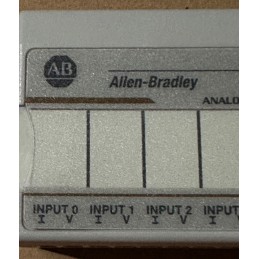 AB
Allen-Bradley
ANALO
INPUT 0 INPUT 1 INPUT 2 INPUT
I V I V I V I